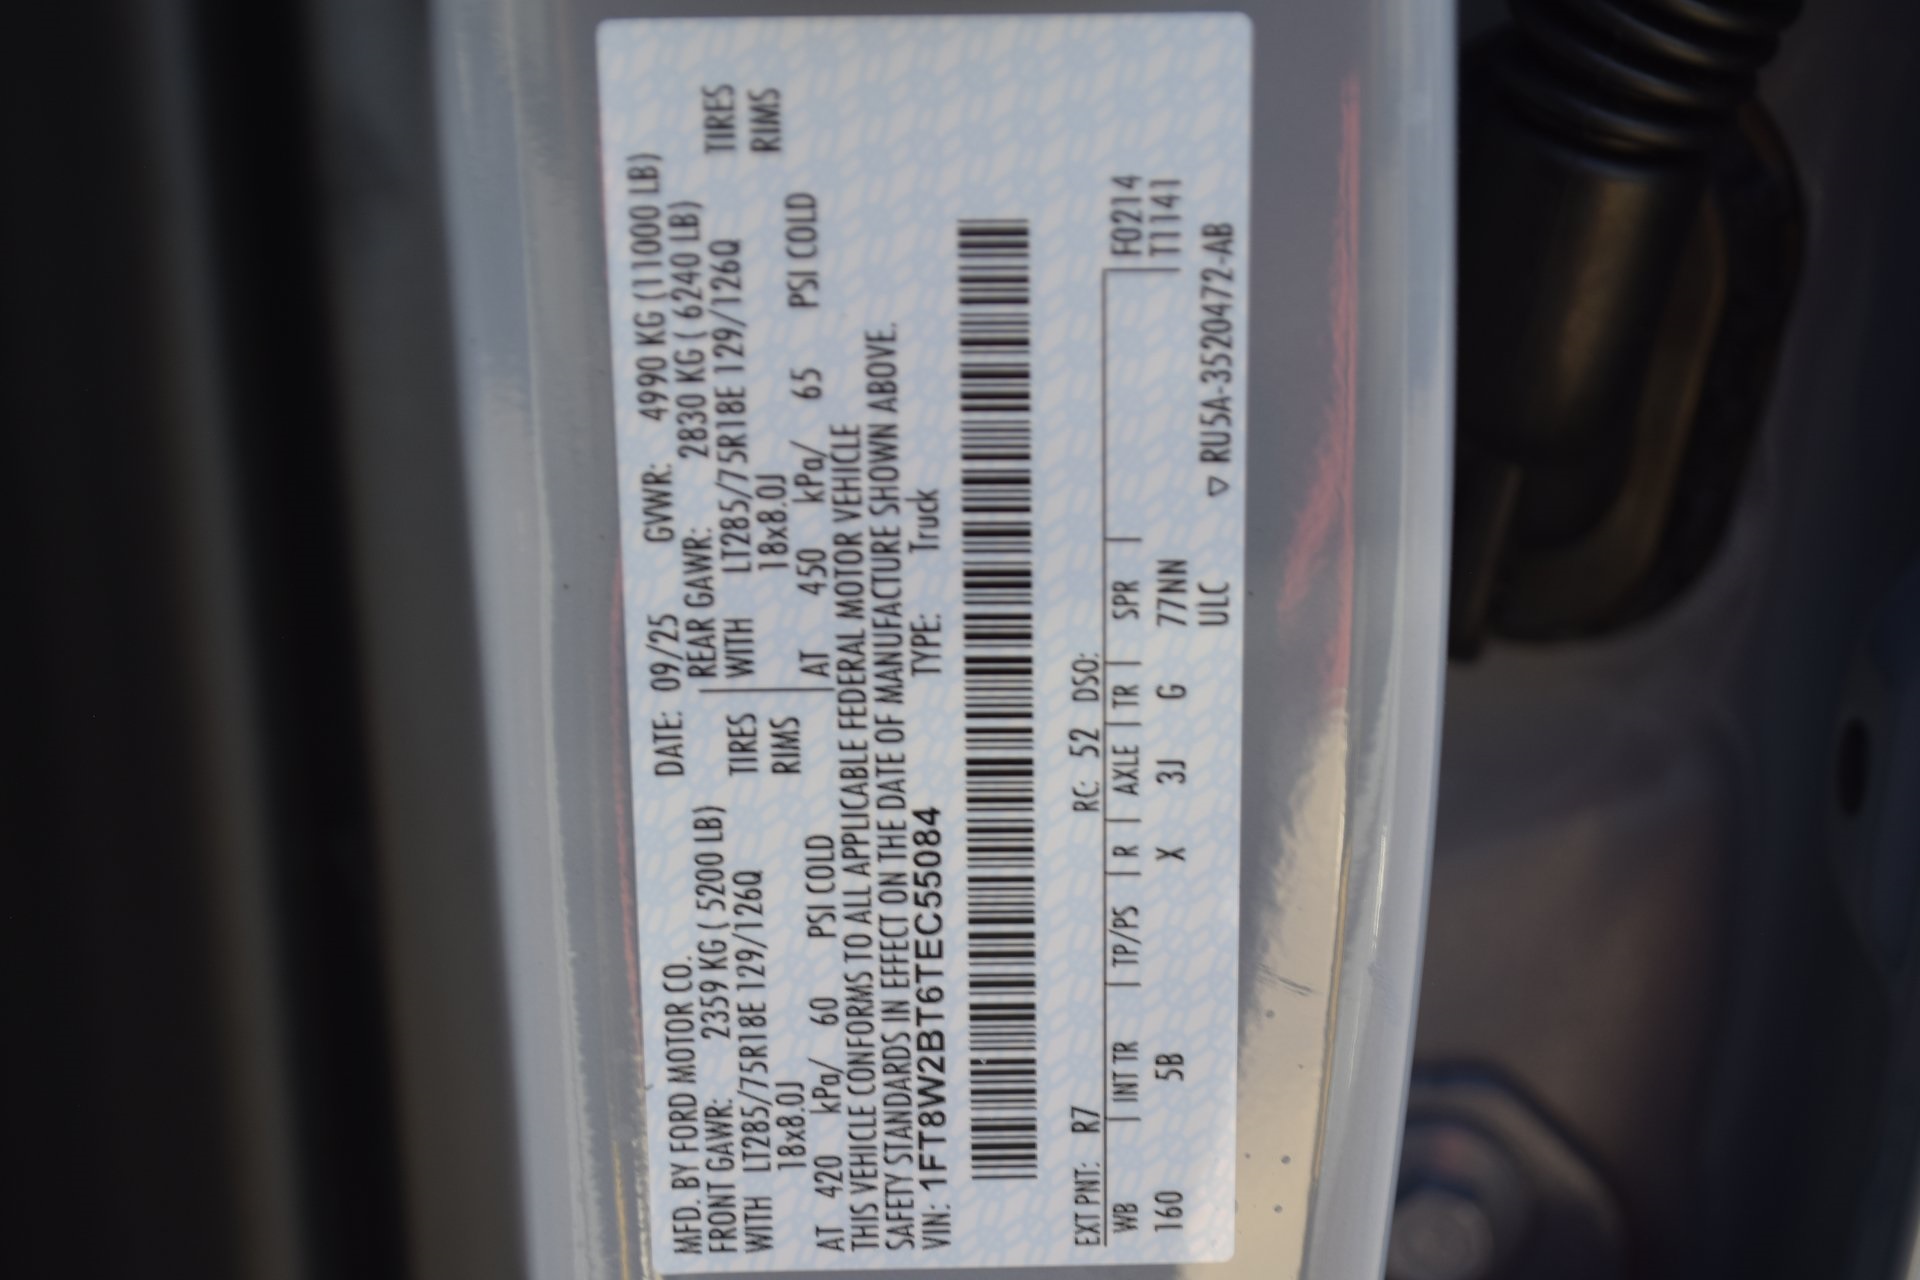 MFD. BY FORD MOTOR CO. DATE: 09/25 GVWR: 4990 KG (11000 LB)
FRONT GAWR: 2359 KG ( 5200 LB) REAR GAWR: 2830 KG ( 6240 LB)
WITH LT285/75R18E 129/126Q TIRES WITH LT285/75R18E 129/126Q TIRES
18x8.0J RIMS 18x8.0J RIMS
AT 420 kPa/ 60 PSI COLD AT 450 kPa/ 65 PSI COLD
THIS VEHICLE CONFORMS TO ALL APPLICABLE FEDERAL MOTOR VEHICLE
SAFETY STANDARDS IN EFFECT ON THE DATE OF MANUFACTURE SHOWN ABOVE.
VIN: 1FT8W2BT6TEC55084 TYPE: Truck
EXT PNT: R7 RC: 52 DSO:
WB | INT TR | TP/PS | R | AXLE | TR | SPR | F0214
160 5B X 3J G 77NN T1141
ULC ▽ RU5A-3520472-AB